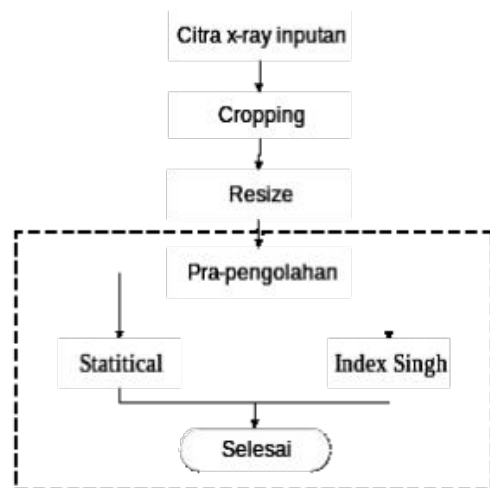 Citra x-ray inputan
Cropping
Resize
Pra-pengolahan
Statitical
Index Singh
Selesai